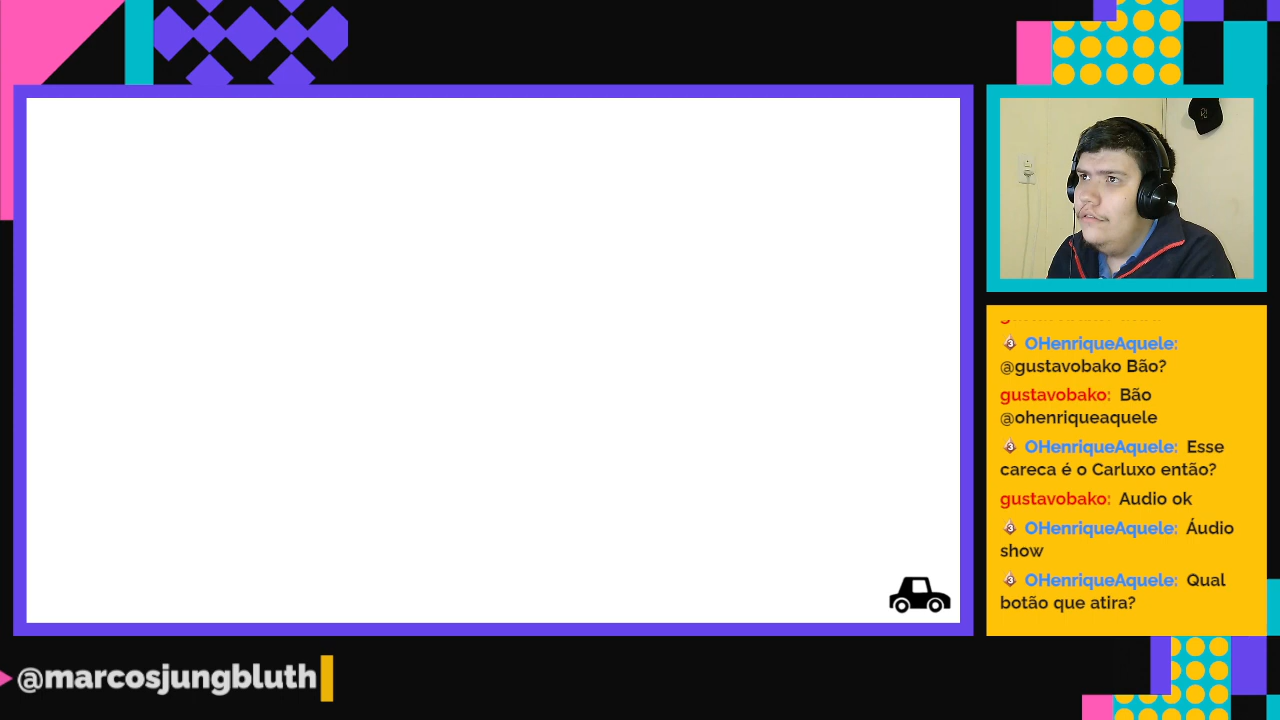 OHenriqueAquele:
@gustavobako Bão?
gustavobako: Bão
@ohenriqueaquele
OHenriqueAquele: Esse
careca é o Carluxo então?
gustavobako: Audio ok
OHenriqueAquele: Áudio
show
OHenriqueAquele: Qual
botão que atira?
@marcosjungbluth